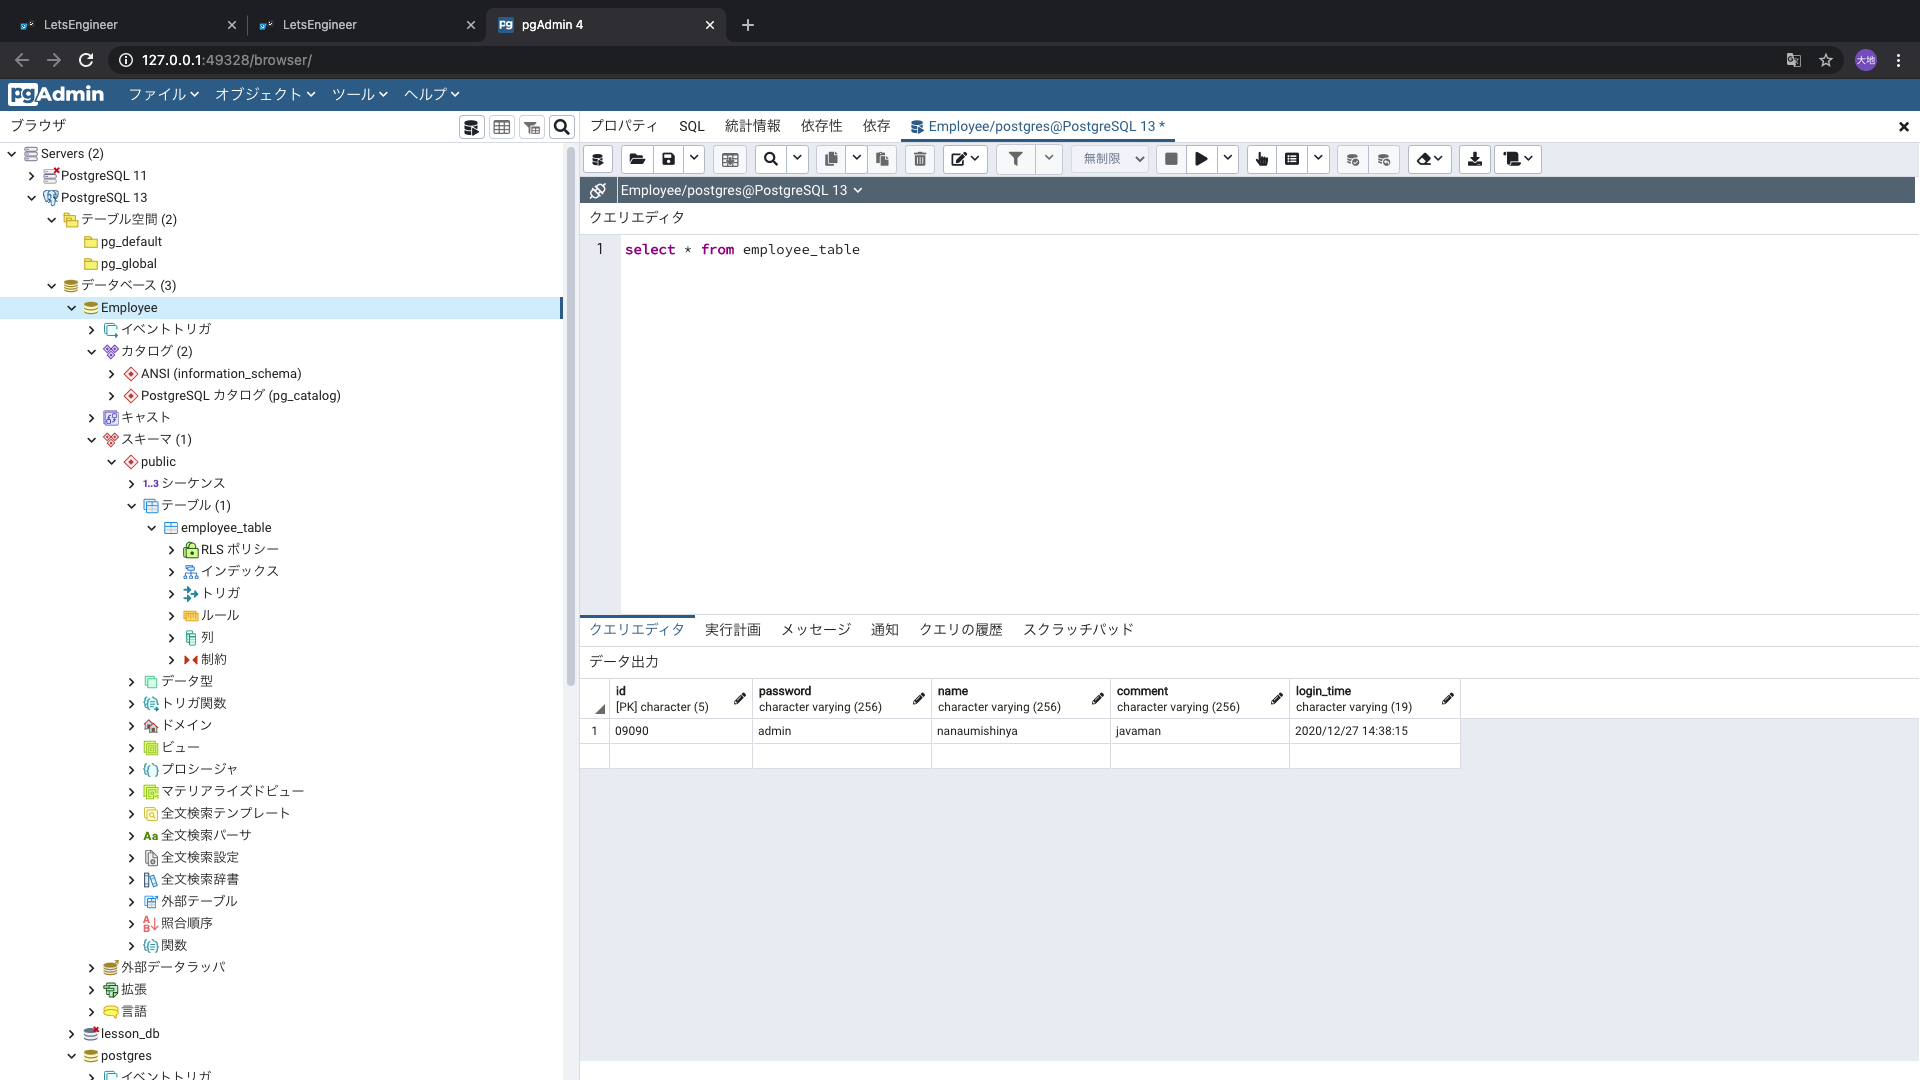 LetsEngineer
LetsEngineer
pgAdmin 4
127.0.0.1:49328/browser/
大地
pgAdmin
ファイル
オブジェクト
ツール
ヘルプ
ブラウザ
プロパティ
SQL
統計情報
依存性
依存
Employee/postgres@PostgreSQL 13 *
Servers (2)
PostgreSQL 11
PostgreSQL 13
テーブル空間 (2)
pg_default
pg_global
データベース (3)
Employee
イベントトリガ
カタログ (2)
ANSI (information_schema)
PostgreSQL カタログ (pg_catalog)
キャスト
スキーマ (1)
public
1..3 シーケンス
テーブル (1)
employee_table
RLS ポリシー
インデックス
トリガ
ルール
列
制約
データ型
トリガ関数
ドメイン
ビュー
プロシージャ
マテリアライズドビュー
全文検索テンプレート
Aa 全文検索パーサ
全文検索設定
全文検索辞書
外部テーブル
照合順序
関数
外部データラッパ
拡張
言語
lesson_db
postgres
イベントトリガ
無制限
Employee/postgres@PostgreSQL 13
クエリエディタ
1 select * from employee_table
クエリエディタ 実行計画 メッセージ 通知 クエリの履歴 スクラッチパッド
データ出力
id password name comment login_time
[PK] character (5) character varying (256) character varying (256) character varying (256) character varying (19)
1 09090 admin nanaumishinya javaman 2020/12/27 14:38:15